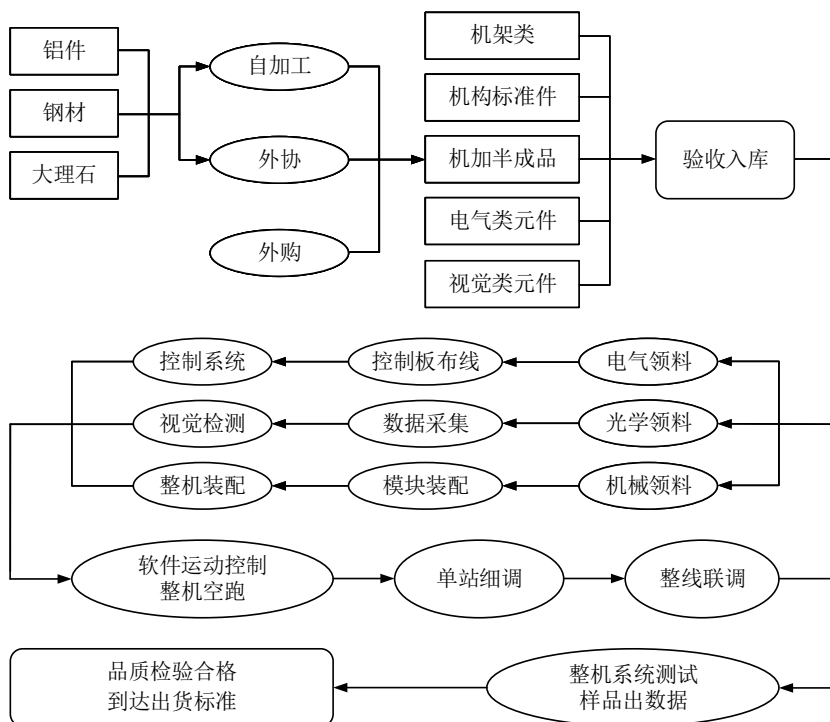 铝件
钢材
大理石
自加工
外协
外购
机架类
机构标准件
机加半成品
电气类元件
视觉类元件
验收入库
控制系统
控制板布线
电气领料
视觉检测
数据采集
光学领料
整机装配
模块装配
机械领料
软件运动控制
整机空跑
单站细调
整线联调
品质检验合格
到达出货标准
整机系统测试
样品出数据